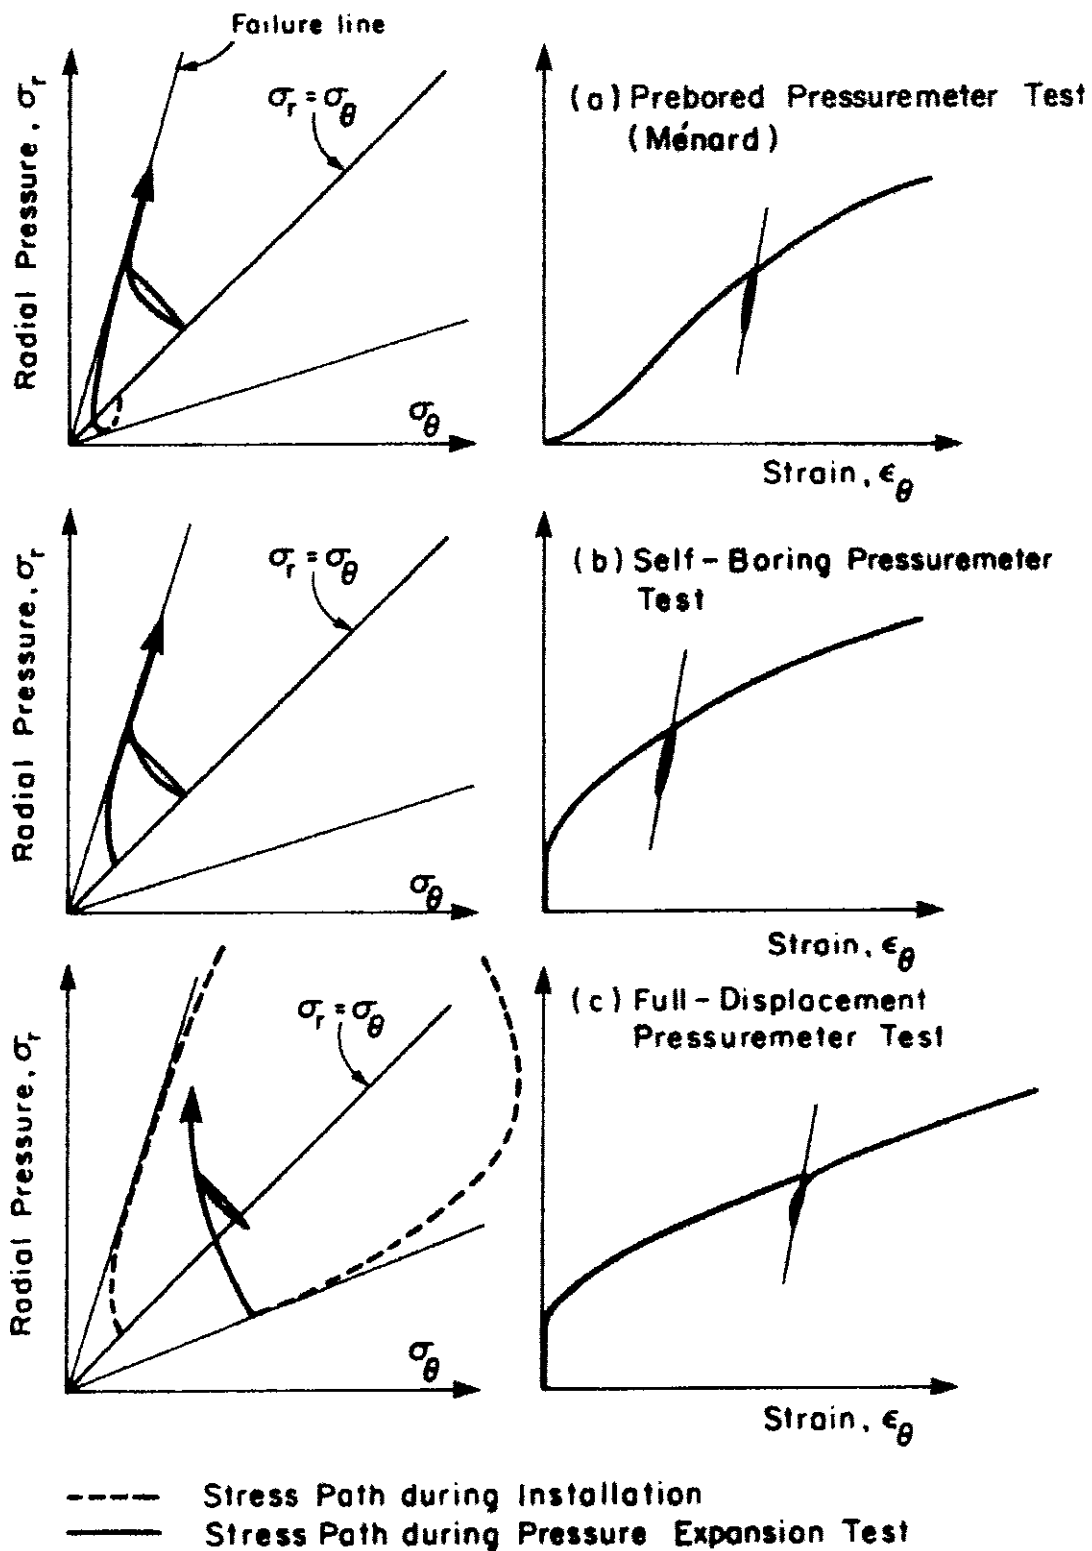 Failure line
Radial Pressure, σr
σr = σθ
σθ
(a) Prebored Pressuremeter Test
(Ménard)
Strain, ϵθ
Radial Pressure, σr
σr = σθ
σθ
(b) Self-Boring Pressuremeter
Test
Strain, ϵθ
Radial Pressure, σr
σr = σθ
σθ
(c) Full-Displacement
Pressuremeter Test
Strain, ϵθ
Stress Path during Installation
Stress Path during Pressure Expansion Test